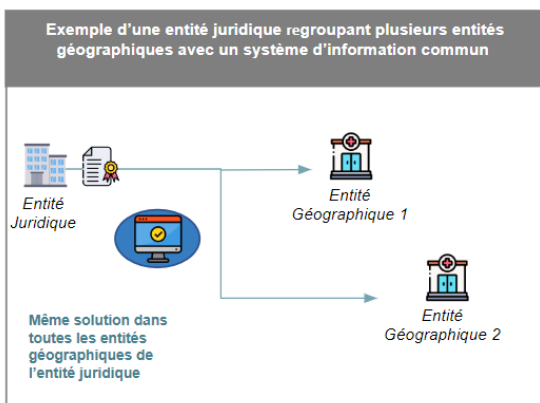 Exemple d'une entité juridique regroupant plusieurs entités
géographiques avec un système d'information commun
Entité
Juridique
Entité
Géographique 1
Entité
Géographique 2
Même solution dans
toutes les entités
géographiques de
l'entité juridique